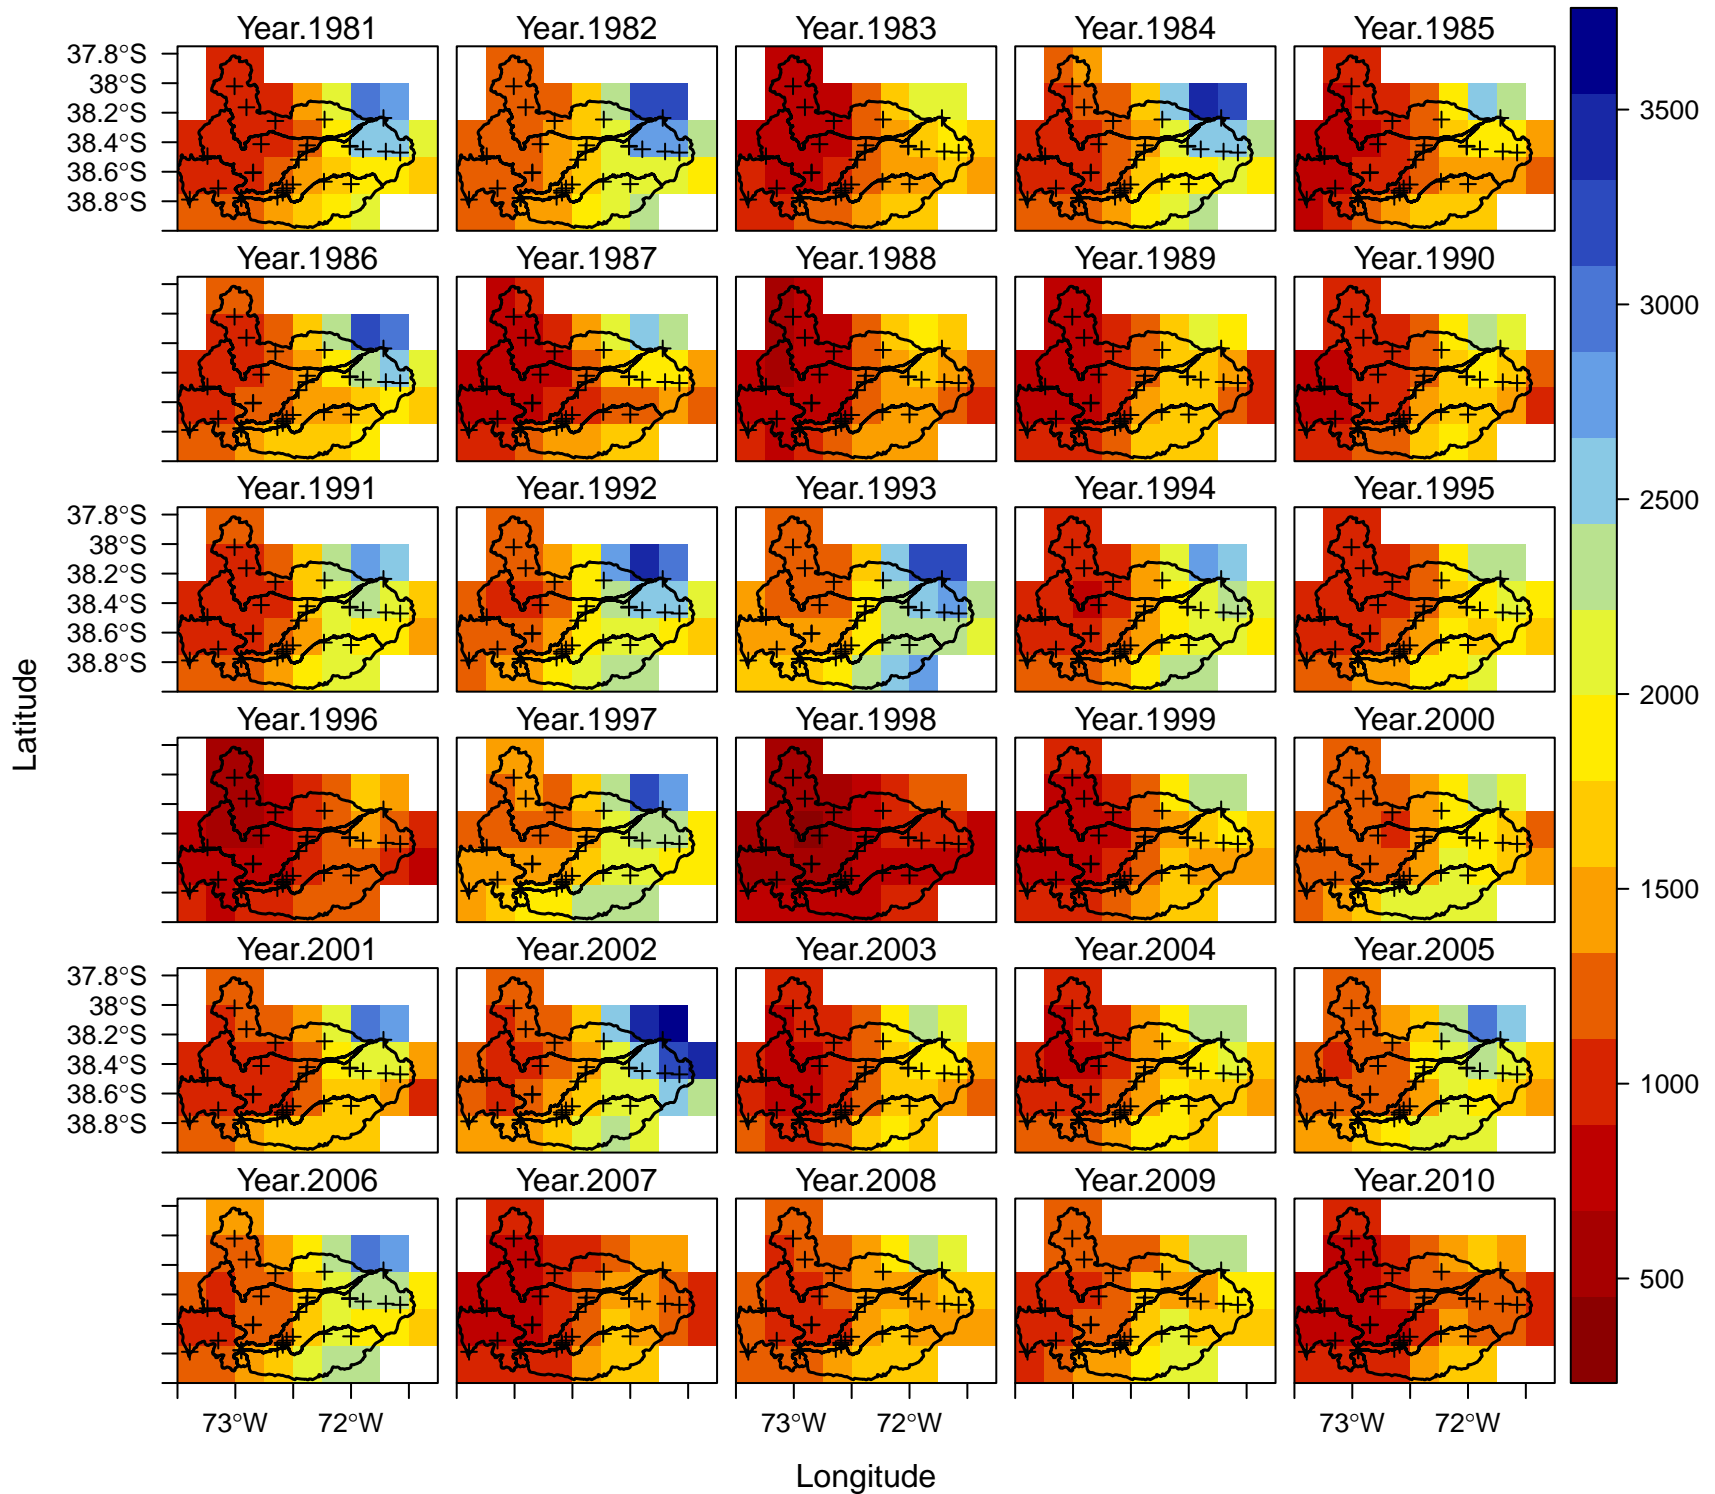 Year.1981 Year.1982 Year.1983 Year.1984 Year.1985
37.8°S
38°S
38.2°S
38.4°S
38.6°S
38.8°S
3500
Year.1986 Year.1987 Year.1988 Year.1989 Year.1990
3000
Year.1991 Year.1992 Year.1993 Year.1994 Year.1995
37.8°S
38°S
38.2°S
38.4°S
38.6°S
38.8°S
2500
2000
Latitude
Year.1996 Year.1997 Year.1998 Year.1999 Year.2000
1500
Year.2001 Year.2002 Year.2003 Year.2004 Year.2005
37.8°S
38°S
38.2°S
38.4°S
38.6°S
38.8°S
1000
Year.2006 Year.2007 Year.2008 Year.2009 Year.2010
500
73°W 72°W 73°W 72°W 73°W 72°W
Longitude